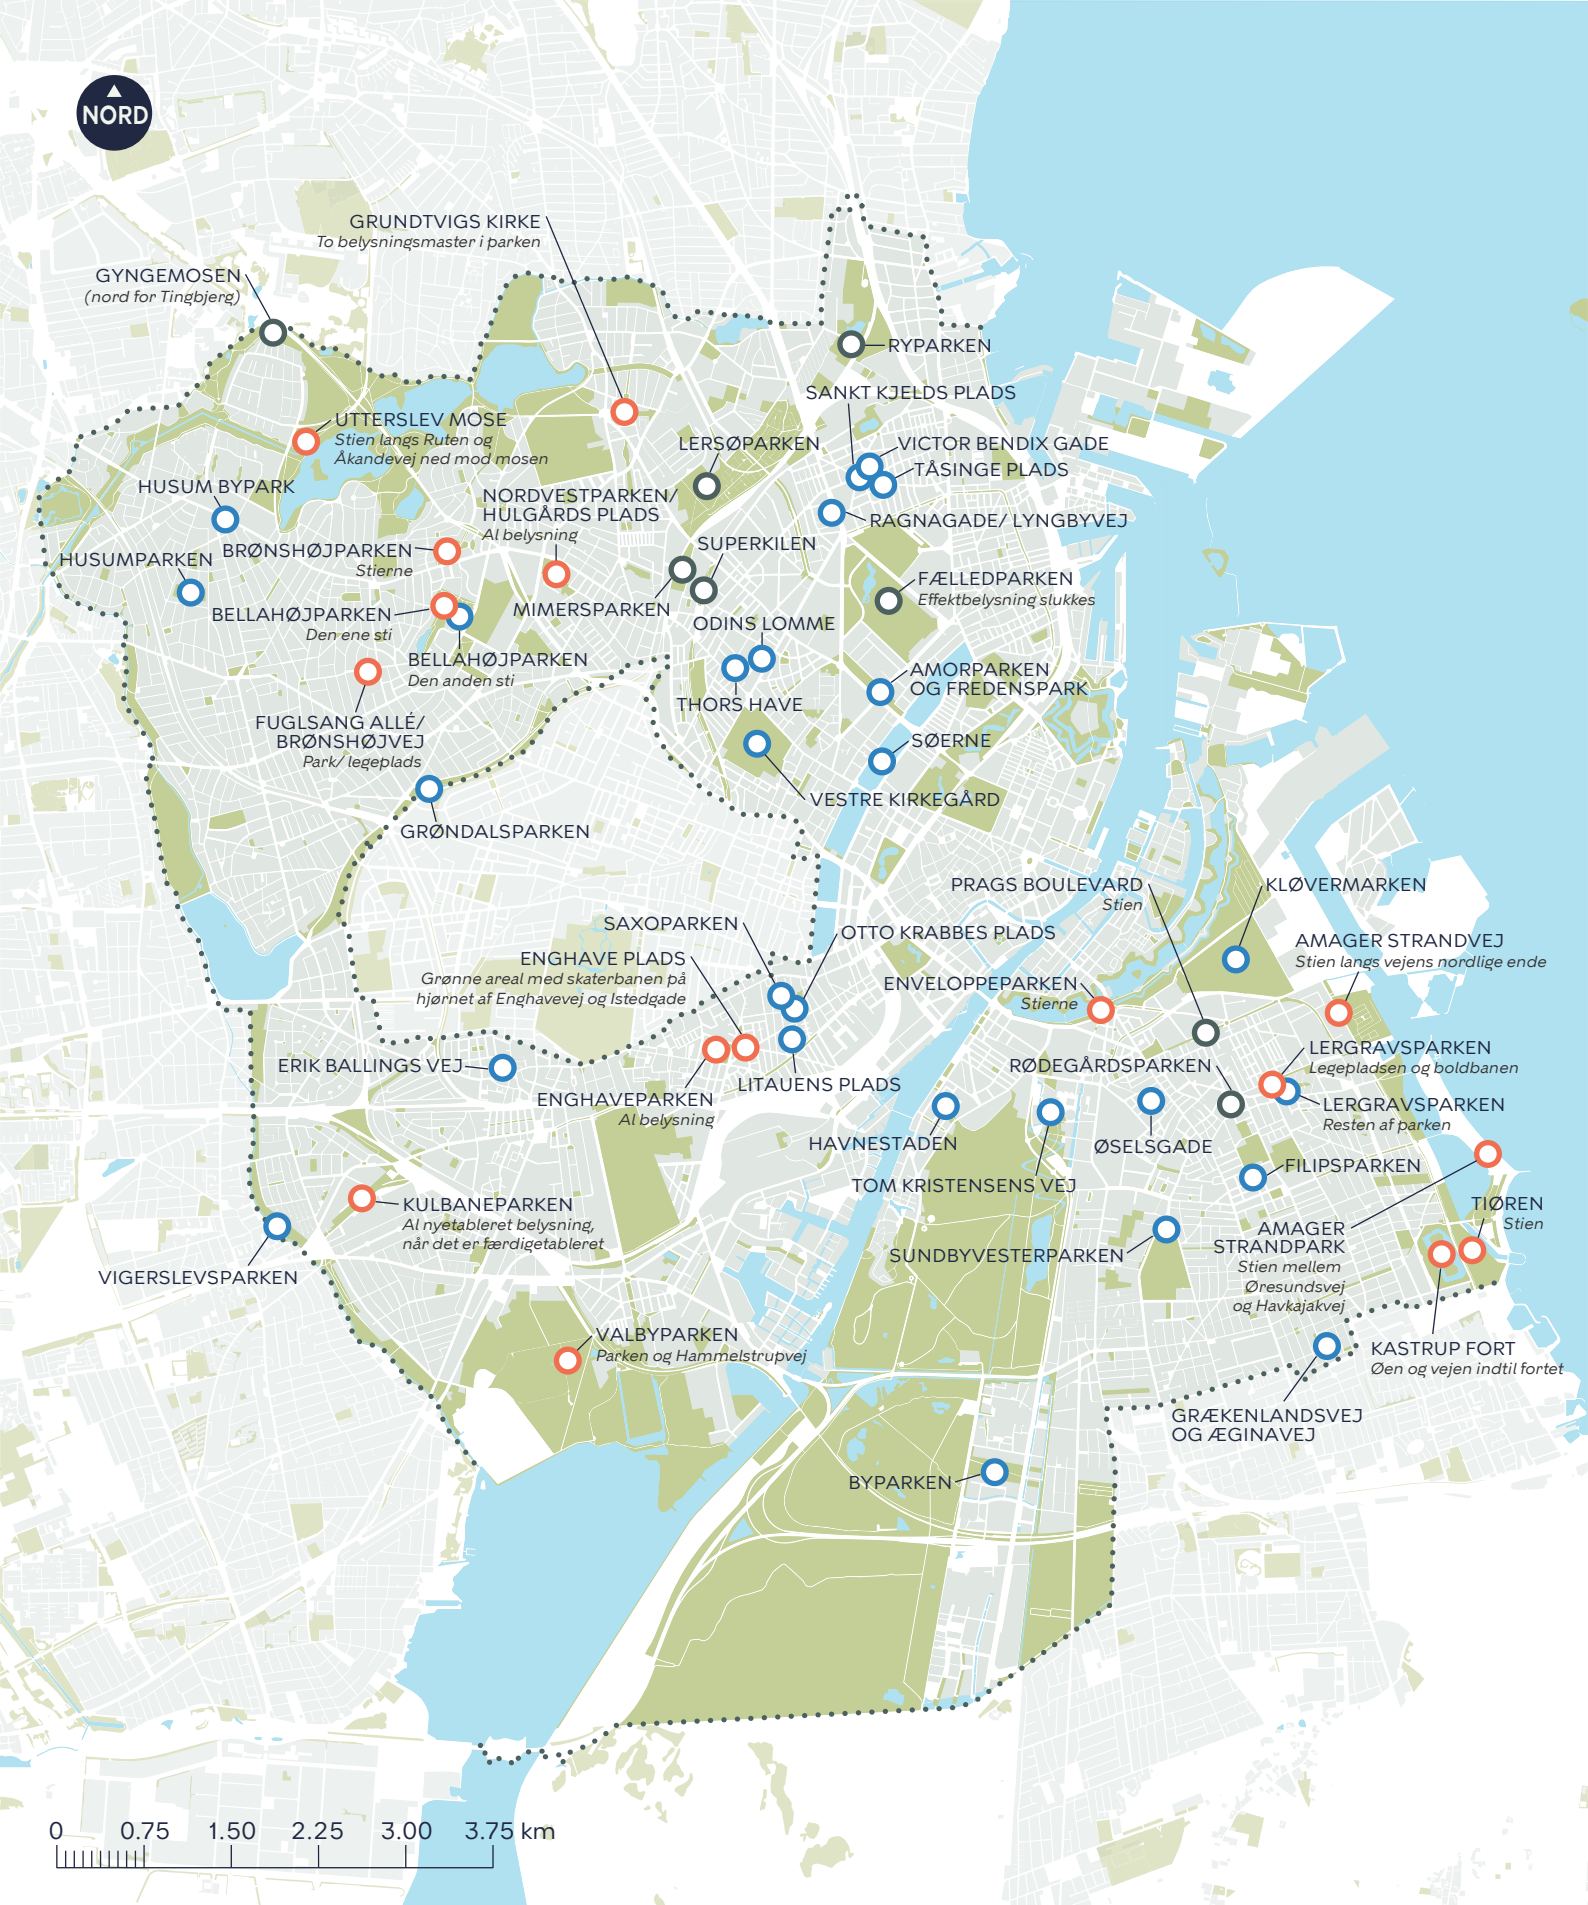 NORD
GRUNDTVIGS KIRKE
To belysningsmaster i parken
GYNGEMOSEN
(nord for Tingbjerg)
RYPARKEN
SANKT KJELDS PLADS
UTTERSLEV MOSE
Stien langs Ruten og
Åkandevej ned mod mosen
LERSØPARKEN
VICTOR BENDIX GADE
TÅSINGE PLADS
HUSUM BYPARK
NORDVESTPARKEN/
HULGÅRDS PLADS
Al belysning
RAGNAGADE/ LYNGBYVEJ
BRØNSHØJPARKEN
Stierne
SUPERKILEN
HUSUMPARKEN
FÆLLEDPARKEN
Effektbelysning slukkes
MIMERSPARKEN
BELLAHØJPARKEN
Den ene sti
ODINS LOMME
BELLAHØJPARKEN
Den anden sti
AMORPARKEN
OG FREDENSPARK
THORS HAVE
FUGLSANG ALLÉ/
BRØNSHØJVEJ
Park/ legeplads
SØERNE
VESTRE KIRKEGÅRD
GRØNDALSPARKEN
PRAGS BOULEVARD
Stien
KLØVERMARKEN
SAXOPARKEN
OTTO KRABBES PLADS
AMAGER STRANDVEJ
Stien langs vejens nordlige ende
ENGHAVE PLADS
Grønne areal med skaterbanen på
hjørnet af Enghavevej og Istedgade
ENVELOPPEPARKEN
Stierne
ERIK BALLINGS VEJ
RØDEGÅRDSPARKEN
LERGRAVSPARKEN
Legepladsen og boldbanen
LITAUENS PLADS
ENGHAVEPARKEN
Al belysning
LERGRAVSPARKEN
Resten af parken
HAVNESTADEN
ØSELSGADE
FILIPSPARKEN
TOM KRISTENSENS VEJ
KULBANEPARKEN
Al nyetableret belysning,
når det er færdigetableret
TIØREN
Stien
AMAGER
STRANDPARK
Stien mellem
Øresundsvej
og Havkajakvej
SUNDBYVESTERPARKEN
VIGERSLEVSPARKEN
VALBYPARKEN
Parken og Hammelstrupvej
KASTRUP FORT
Øen og vejen indtil fortet
GRÆKENLANDSVEJ
OG ÆGINAVEJ
BYPARKEN
0 0.75 1.50 2.25 3.00 3.75 km